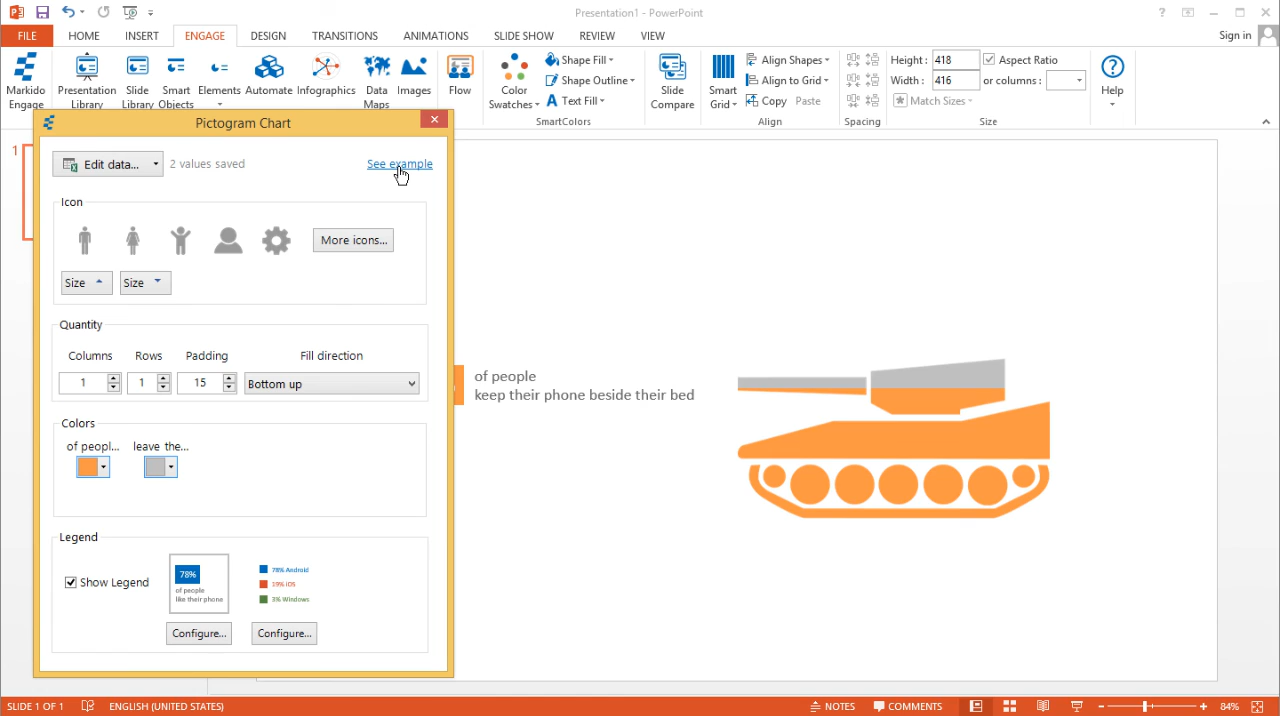 Presentation1 - PowerPoint
?
FILE HOME INSERT ENGAGE DESIGN TRANSITIONS ANIMATIONS SLIDE SHOW REVIEW VIEW
Sign in
Markido Engage
Presentation Library
Slide Library
Smart Objects
Elements
Automate
Infographics
Data Maps
Images
Flow
Color Swatches
Shape Fill
Shape Outline
A Text Fill
SmartColors
Slide Compare
Smart Grid
Align Shapes
Align to Grid
Copy Paste
Align
Spacing
Height: 418
Width: 416
Aspect Ratio
or columns:
Match Sizes
Size
Help
1
Pictogram Chart
Edit data...
2 values saved
See example
Icon
More icons...
Size
Size
Quantity
Columns Rows Padding Fill direction
1 1 15 Bottom up
Colors
of peopl... leave the...
Legend
Show Legend
78%
of people
like their phone
78% Android
19% iOS
3% Windows
Configure...
Configure...
of people
keep their phone beside their bed
SLIDE 1 OF 1
ENGLISH (UNITED STATES)
NOTES
COMMENTS
84%